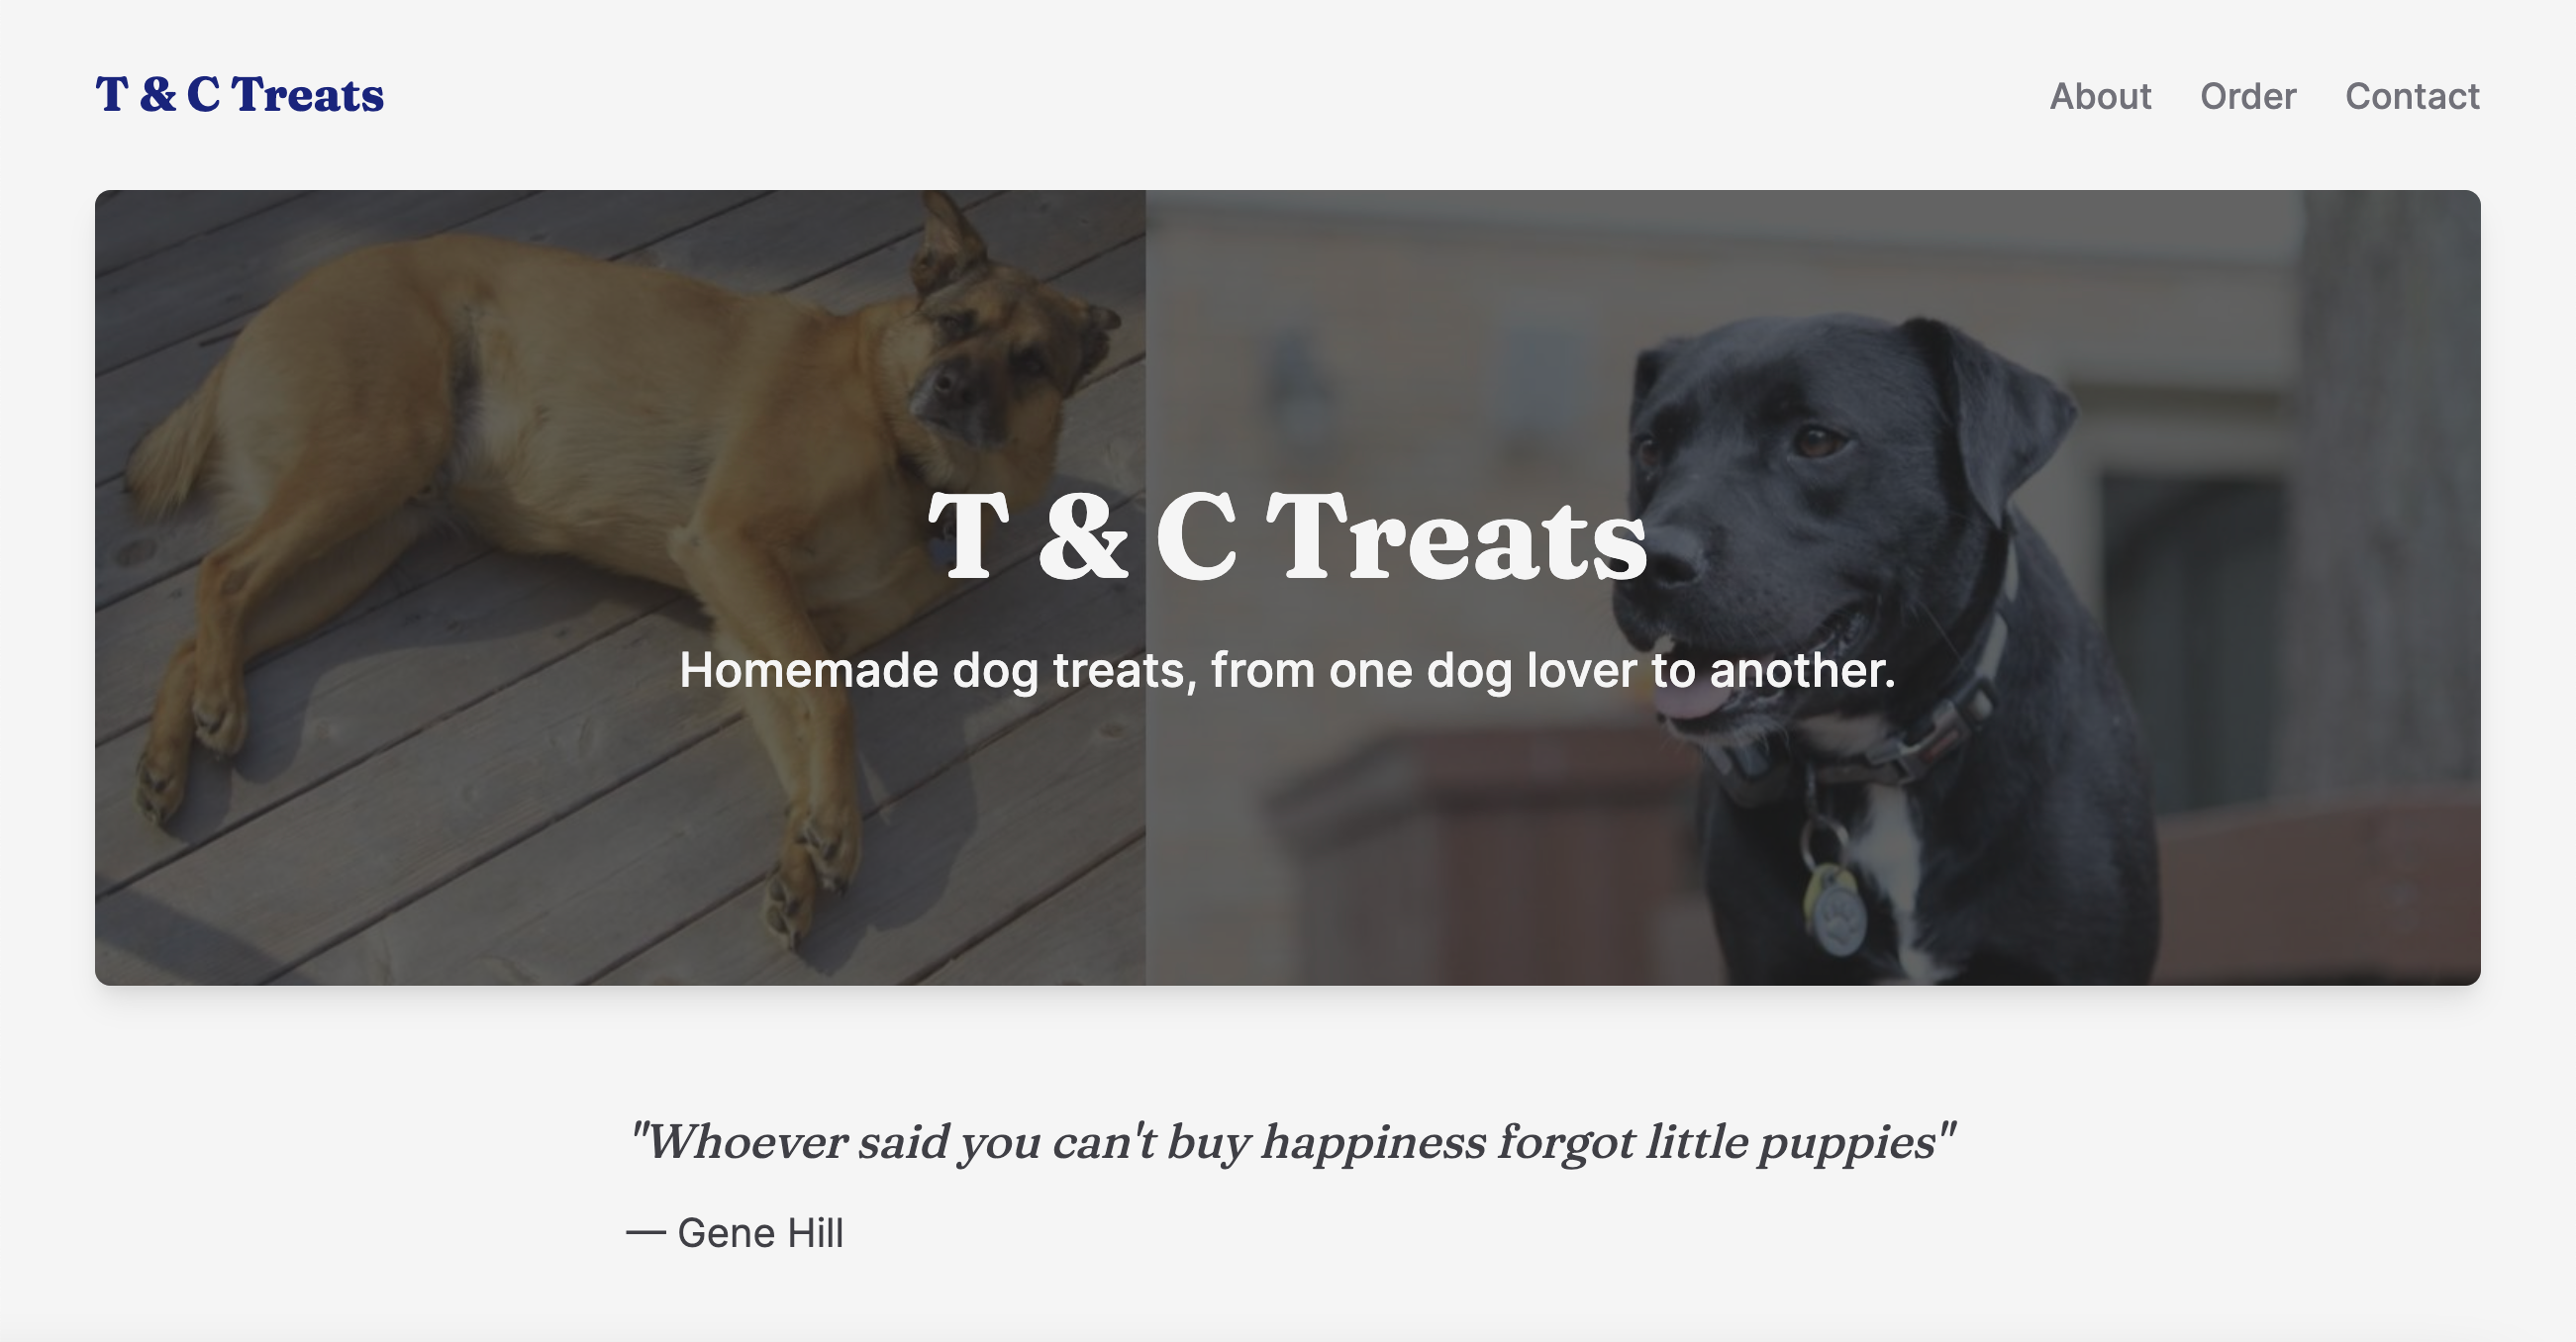 T & C Treats
About Order Contact
T & C Treats
Homemade dog treats, from one dog lover to another.
"Whoever said you can't buy happiness forgot little puppies"
— Gene Hill